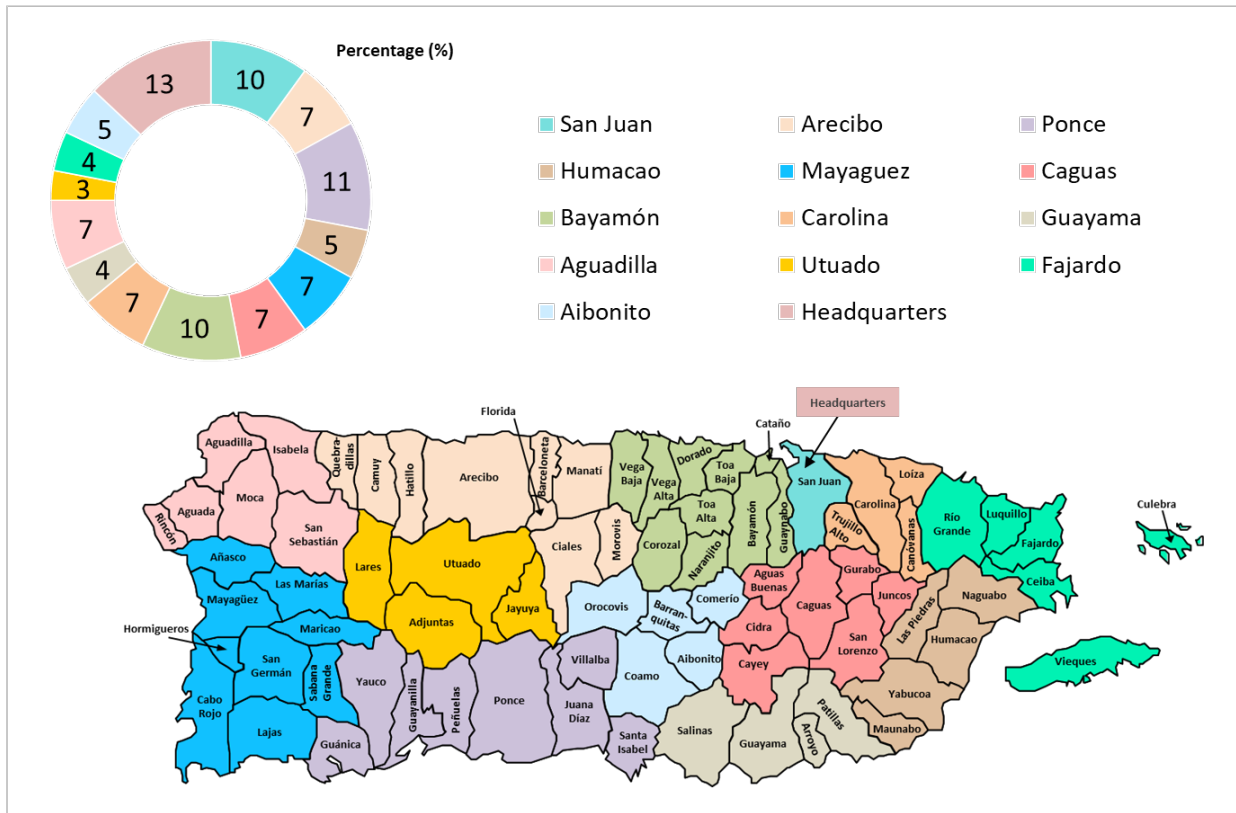 Percentage (%)
13
10
7
11
5
7
7
10
7
4
7
3
4
5
San Juan
Arecibo
Ponce
Humacao
Mayaguez
Caguas
Bayamón
Carolina
Guayama
Aguadilla
Utuado
Fajardo
Aibonito
Headquarters
Headquarters
Florida
Cataño
Culebra
Aguadilla
Isabela
Quebra-
dillas
Camuy
Hatillo
Arecibo
Barceloneta
Manatí
Vega
Baja
Vega
Alta
Dorado
Toa
Baja
Toa
Alta
Bayamón
Guaynabo
San Juan
Carolina
Loíza
Trujillo
Alto
Canóvanas
Río
Grande
Luquillo
Fajardo
Ceiba
Rincón
Aguada
Moca
San
Sebastián
Lares
Utuado
Ciales
Morovis
Corozal
Naranjito
Añasco
Las Marías
Mayagüez
Maricao
Hormigueros
Adjuntas
Jayuya
Orocovis
Barran-
quitas
Comerío
Aguas
Buenas
Caguas
Gurabo
Juncos
Las Piedras
Naguabo
Humacao
Cidra
San
Lorenzo
Cayey
Aibonito
Coamo
Villalba
San
Germán
Sabana
Grande
Cabo
Rojo
Lajas
Yauco
Guánica
Guayanilla
Peñuelas
Ponce
Juana
Díaz
Santa
Isabel
Salinas
Guayama
Arroyo
Patillas
Yabucoa
Maunabo
Vieques